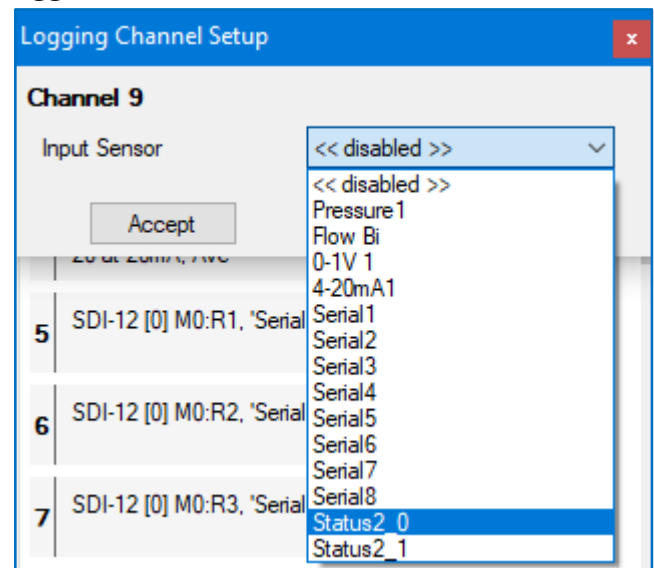 Logging Channel Setup
x
Channel 9
Input Sensor
<< disabled >>
<< disabled >>
Pressure1
Flow Bi
0-1V 1
4-20mA1
Serial1
Serial2
Serial3
Serial4
Serial5
Serial6
Serial7
Serial8
Status2_0
Status2_1
Accept
5 SDI-12 [0] M0:R1, "Serial
6 SDI-12 [0] M0:R2, "Serial
7 SDI-12 [0] M0:R3, "Serial